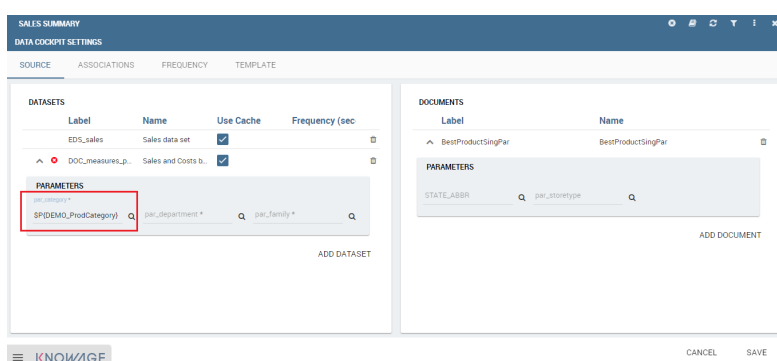 SALES SUMMARY
DATA COCKPIT SETTINGS
SOURCE ASSOCIATIONS FREQUENCY TEMPLATE
DATASETS
Label Name Use Cache Frequency (sec
EDS_sales Sales data set
DOC_measures_p... Sales and Costs b...
PARAMETERS
par_category *
SP{DEMO_ProdCategory} par_department * par_family *
ADD DATASET
DOCUMENTS
Label Name
BestProductSingPar BestProductSingPar
PARAMETERS
STATE_ABBR par_storetype
ADD DOCUMENT
KNOWAGE
CANCEL SAVE